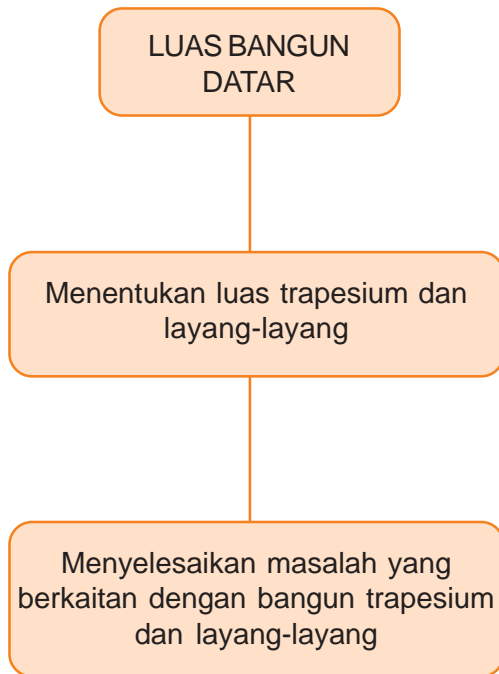 LUAS BANGUN
DATAR
Menentukan luas trapesium dan
layang-layang
Menyelesaikan masalah yang
berkaitan dengan bangun trapesium
dan layang-layang